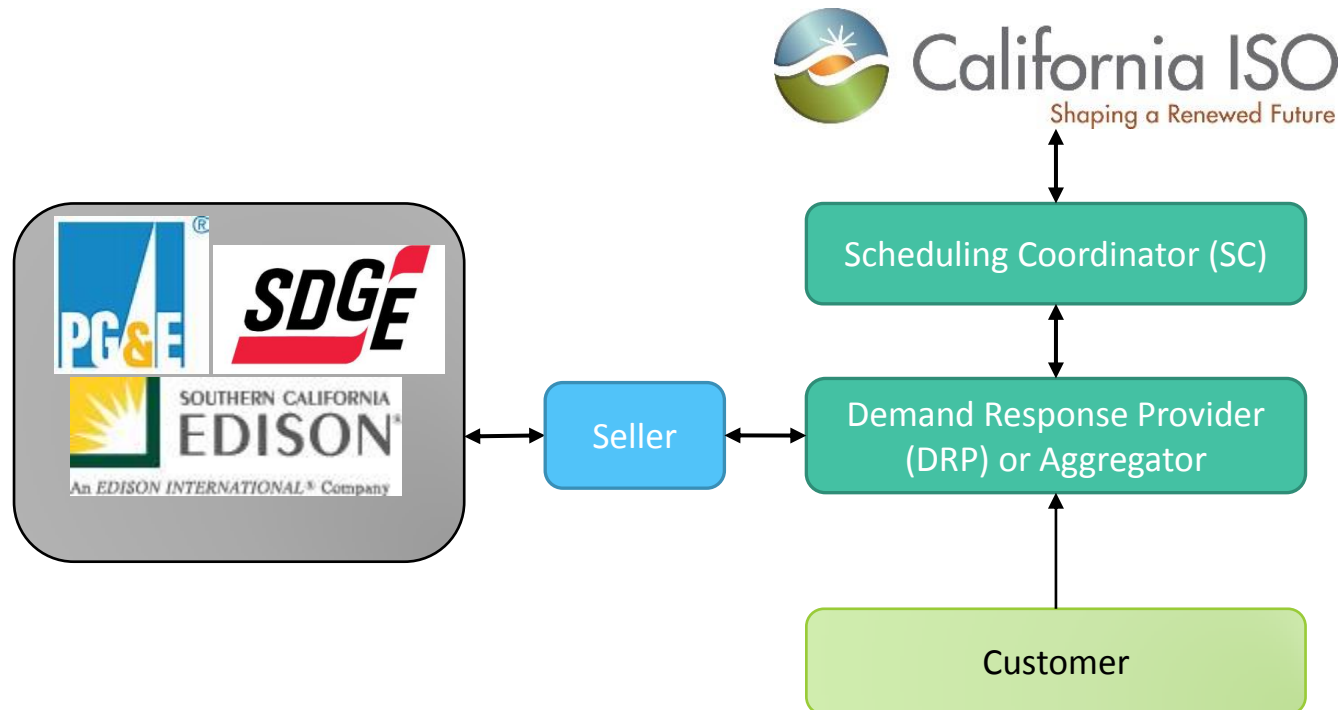 California ISO
Shaping a Renewed Future
Scheduling Coordinator (SC)
PG&E
®
SDGE
SOUTHERN CALIFORNIA
EDISON®
An EDISON INTERNATIONAL® Company
Seller
Demand Response Provider
(DRP) or Aggregator
Customer